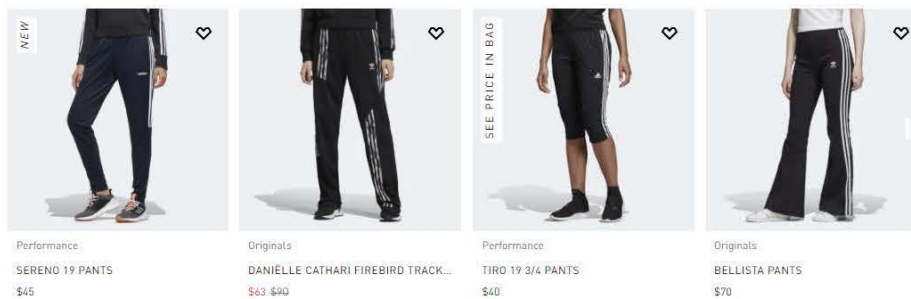 NEW
SEE PRICE IN BAG
Performance
SERENO 19 PANTS
$45
Originals
DANIËLLE CATHARI FIREBIRD TRACK...
$63 $90
Performance
TIRO 19 3/4 PANTS
$40
Originals
BELLISTA PANTS
$70